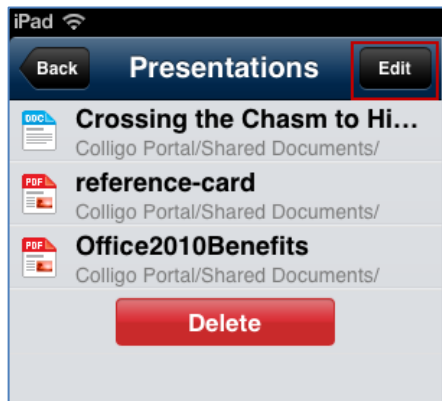 iPad
Back Presentations Edit
DOC Crossing the Chasm to Hi...
Colligo Portal/Shared Documents/
PDF reference-card
Colligo Portal/Shared Documents/
PDF Office2010Benefits
Colligo Portal/Shared Documents/
Delete